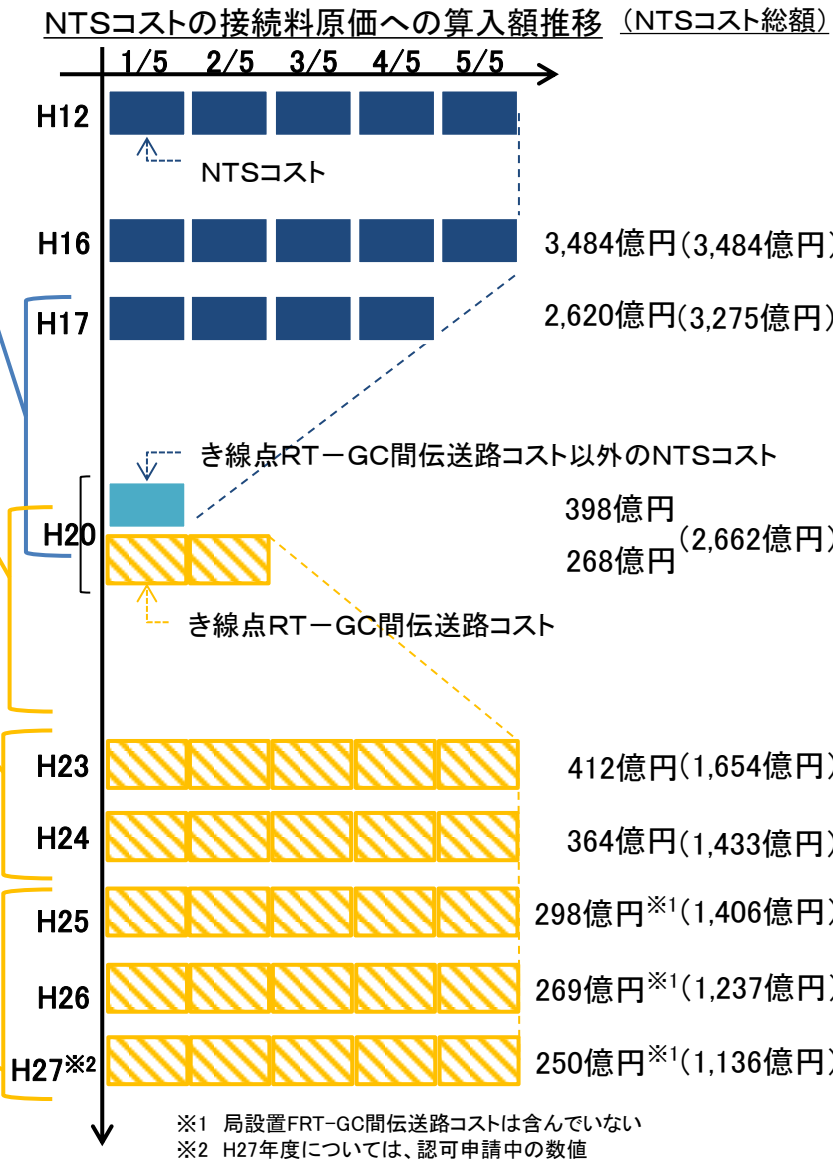 NTSコストの接続料原価への算入額推移 (NTSコスト総額)
1/5 2/5 3/5 4/5 5/5
H12
NTSコスト
H16 3,484億円(3,484億円)
H17 2,620億円(3,275億円)
き線点RT－GC間伝送路コスト以外のNTSコスト
398億円
H20 (2,662億円)
268億円
き線点RT－GC間伝送路コスト
H23 412億円(1,654億円)
H24 364億円(1,433億円)
H25 298億円※1(1,406億円)
H26 269億円※1(1,237億円)
H27※2 250億円※1(1,136億円)
※1 局設置FRT-GC間伝送路コストは含んでいない
※2 H27年度については、認可申請中の数値